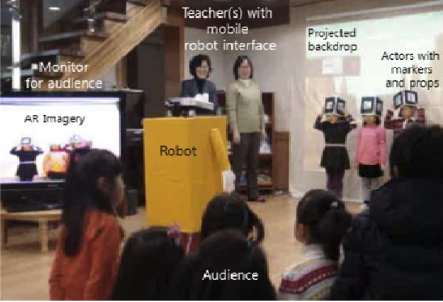 Teacher(s) with
mobile
robot interface
Projected
backdrop
Actors with
markers
and props
Monitor
for audience
AR Imagery
Robot
Audience